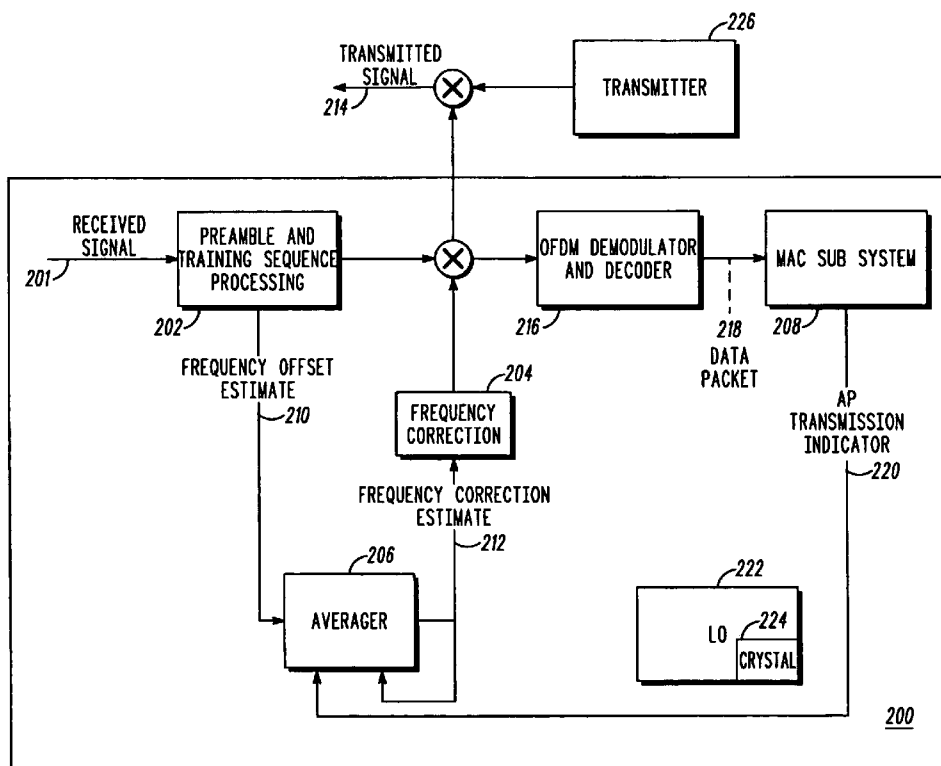 226
TRANSMITTED
SIGNAL
214
TRANSMITTER
RECEIVED
SIGNAL
201
PREAMBLE AND
TRAINING SEQUENCE
PROCESSING
202
OFDM DEMODULATOR
AND DECODER
216
218
DATA
PACKET
MAC SUB SYSTEM
208
FREQUENCY OFFSET
ESTIMATE
210
204
FREQUENCY
CORRECTION
AP
TRANSMISSION
INDICATOR
220
FREQUENCY CORRECTION
ESTIMATE
212
206
AVERAGER
222
LO
224
CRYSTAL
200